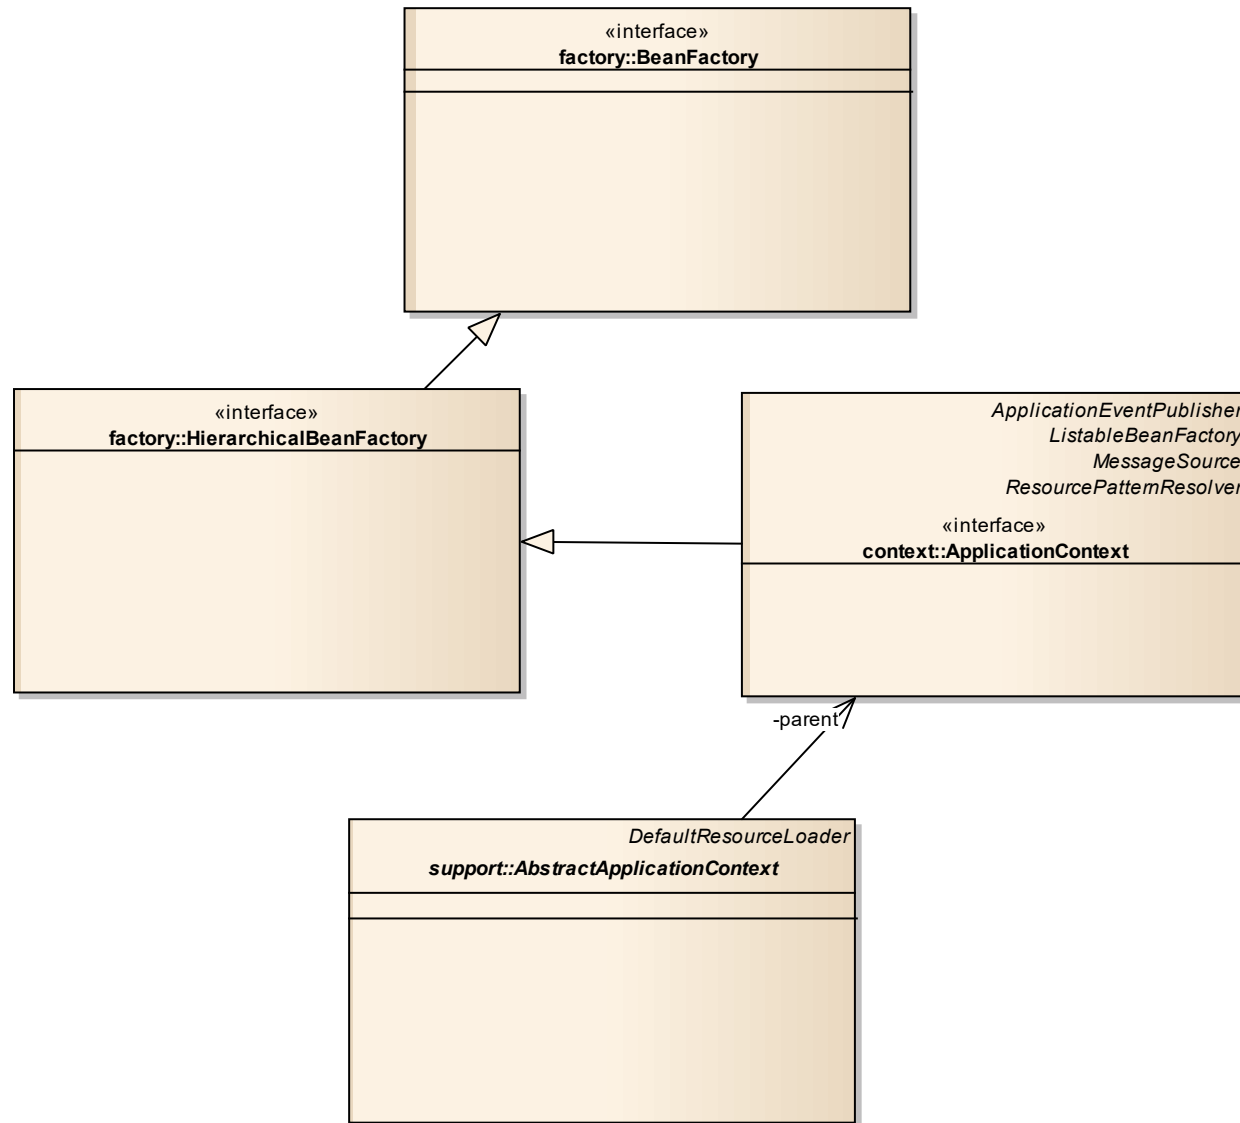 «interface»
factory::BeanFactory
«interface»
factory::HierarchicalBeanFactory
ApplicationEventPublisher
ListableBeanFactory
MessageSource
ResourcePatternResolver
«interface»
context::ApplicationContext
-parent
DefaultResourceLoader
support::AbstractApplicationContext